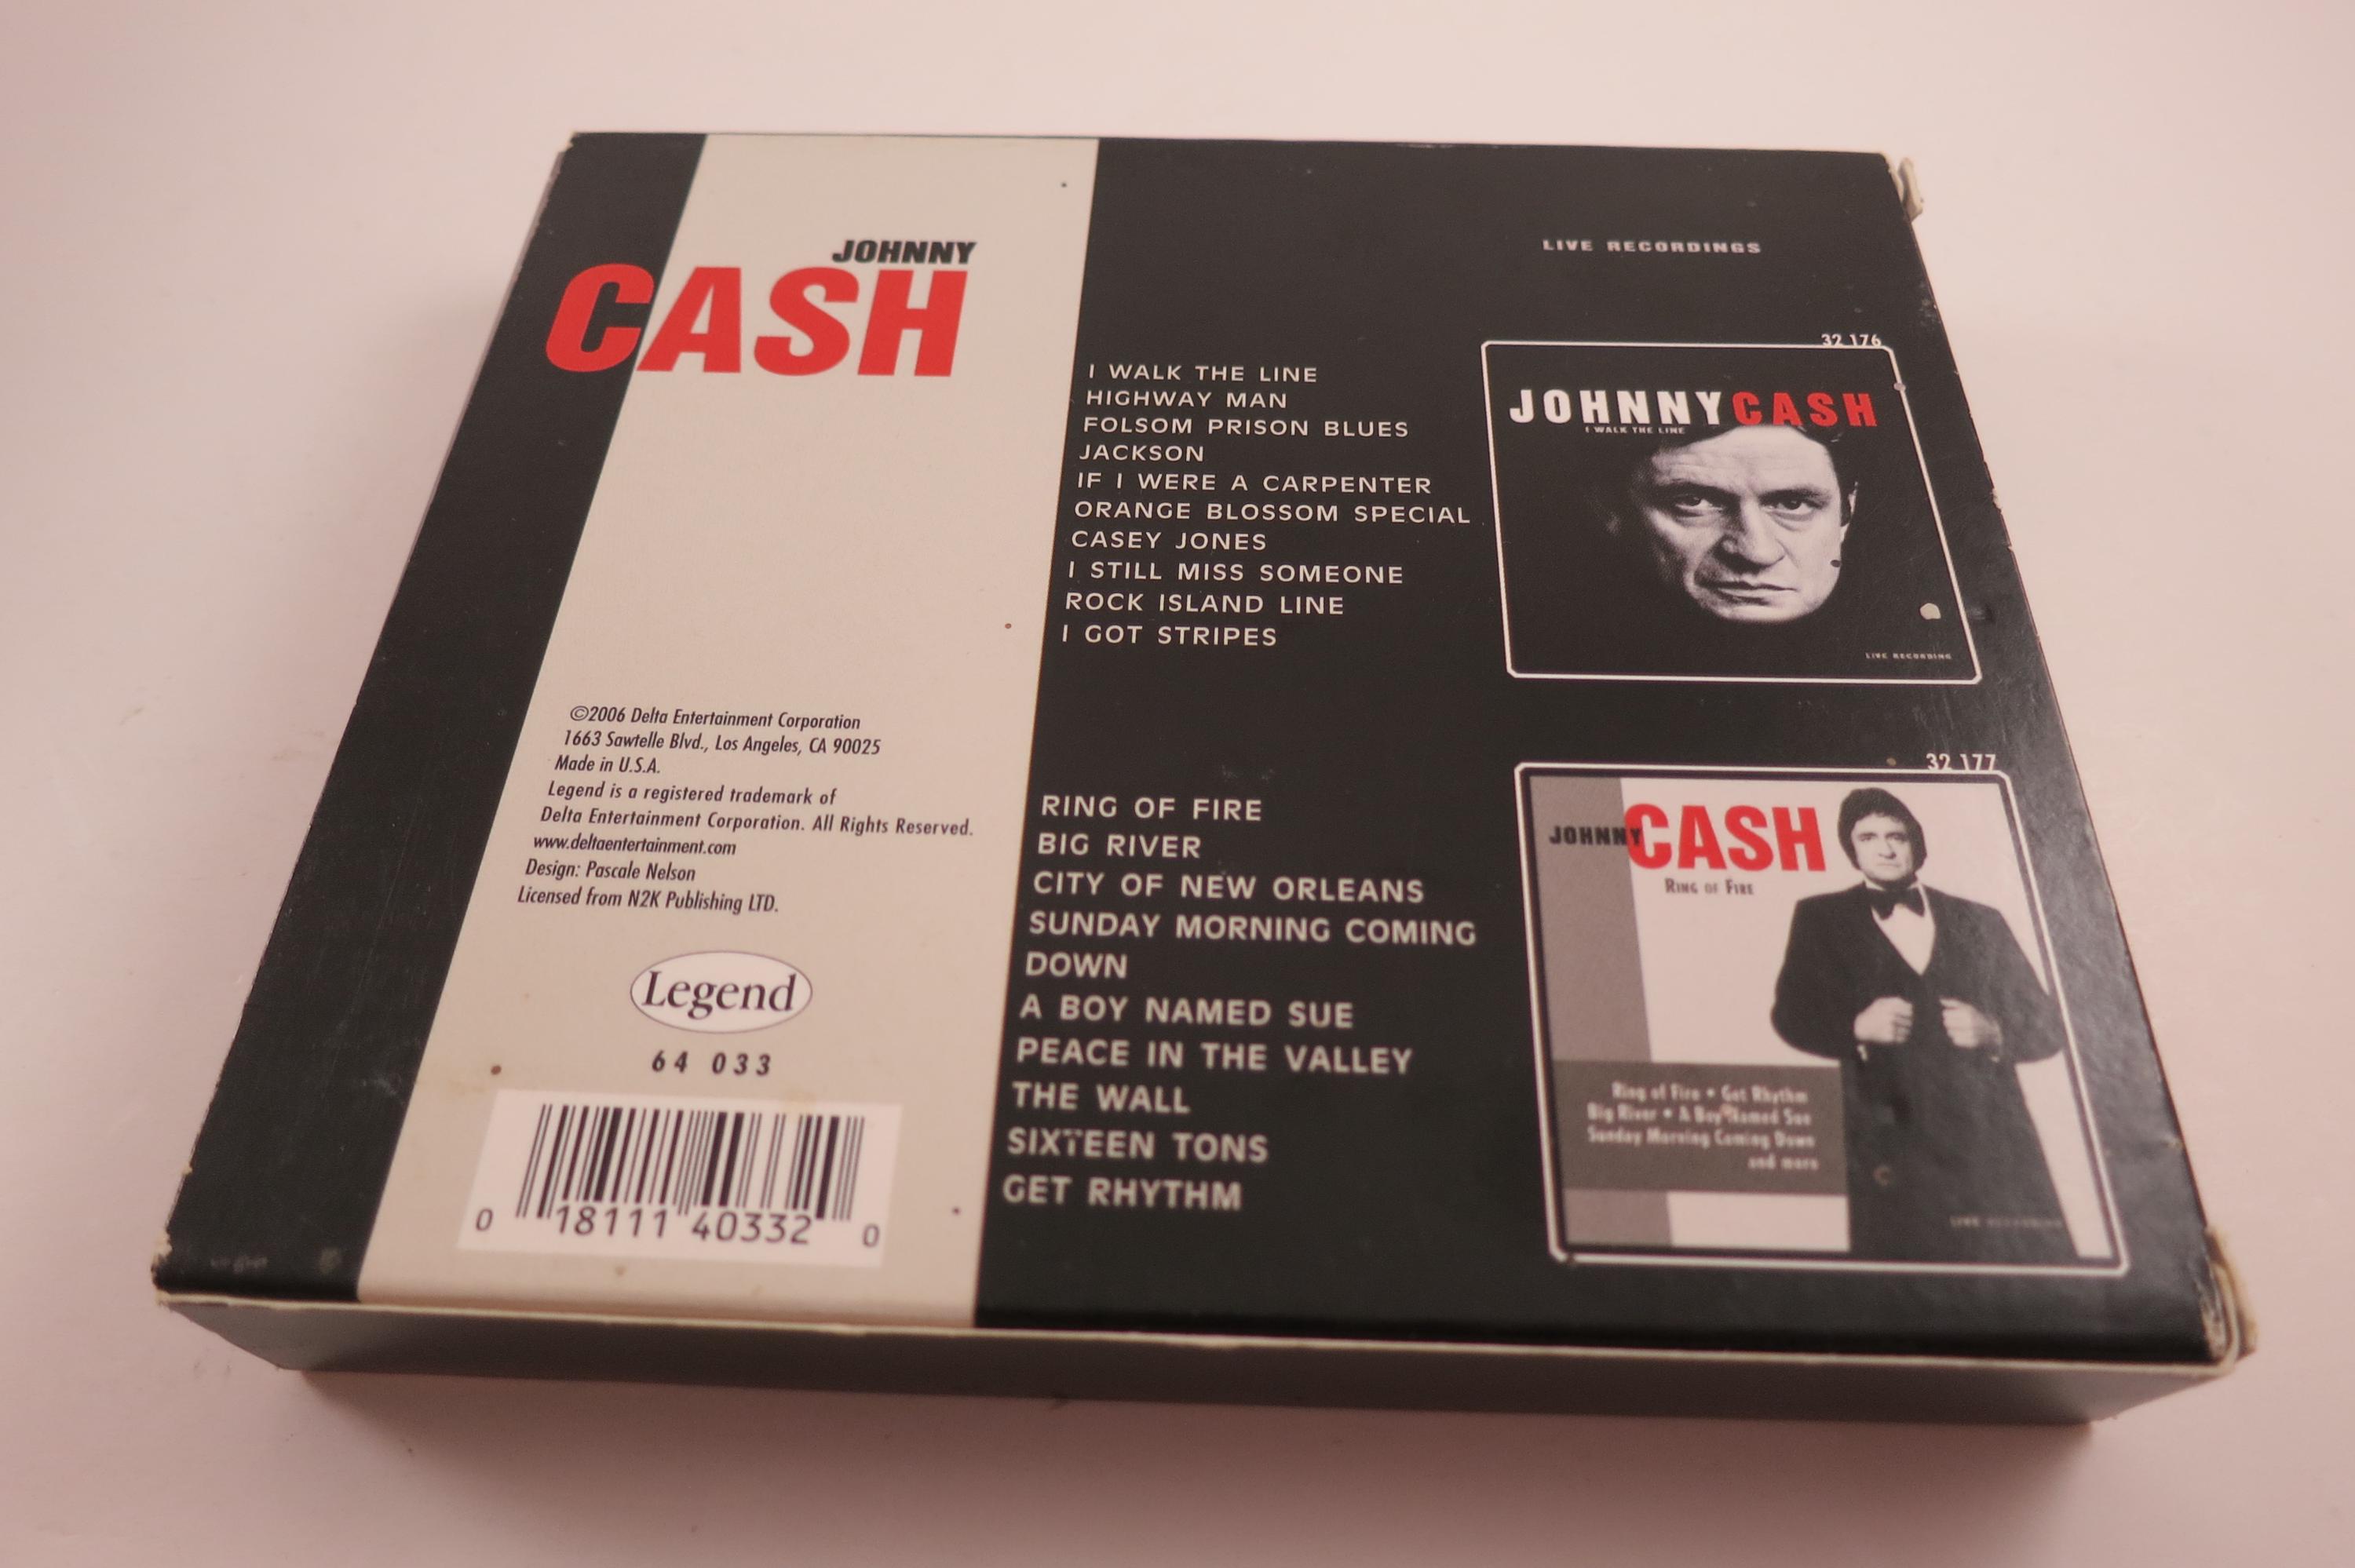 JOHNNY
CASH
©2006 Delta Entertainment Corporation
1663 Sawtelle Blvd., Los Angeles, CA 90025
Made in U.S.A.
Legend is a registered trademark of
Delta Entertainment Corporation. All Rights Reserved.
www.deltaentertainment.com
Design: Pascale Nelson
Licensed from N2K Publishing LTD.
Legend
64 033
0 18111 40332 0
LIVE RECORDINGS
I WALK THE LINE
HIGHWAY MAN
FOLSOM PRISON BLUES
JACKSON
IF I WERE A CARPENTER
ORANGE BLOSSOM SPECIAL
CASEY JONES
I STILL MISS SOMEONE
ROCK ISLAND LINE
I GOT STRIPES
32 176
JOHNNYCASH
I WALK THE LINE
LIVE RECORDING
RING OF FIRE
BIG RIVER
CITY OF NEW ORLEANS
SUNDAY MORNING COMING
DOWN
A BOY NAMED SUE
PEACE IN THE VALLEY
THE WALL
SIXTEEN TONS
GET RHYTHM
32 177
JOHNNY CASH
RING OF FIRE
Ring of Fire • Get Rhythm
Big River • A Boy Named Sue
Sunday Morning Coming Down
and more
LIVE RECORDING